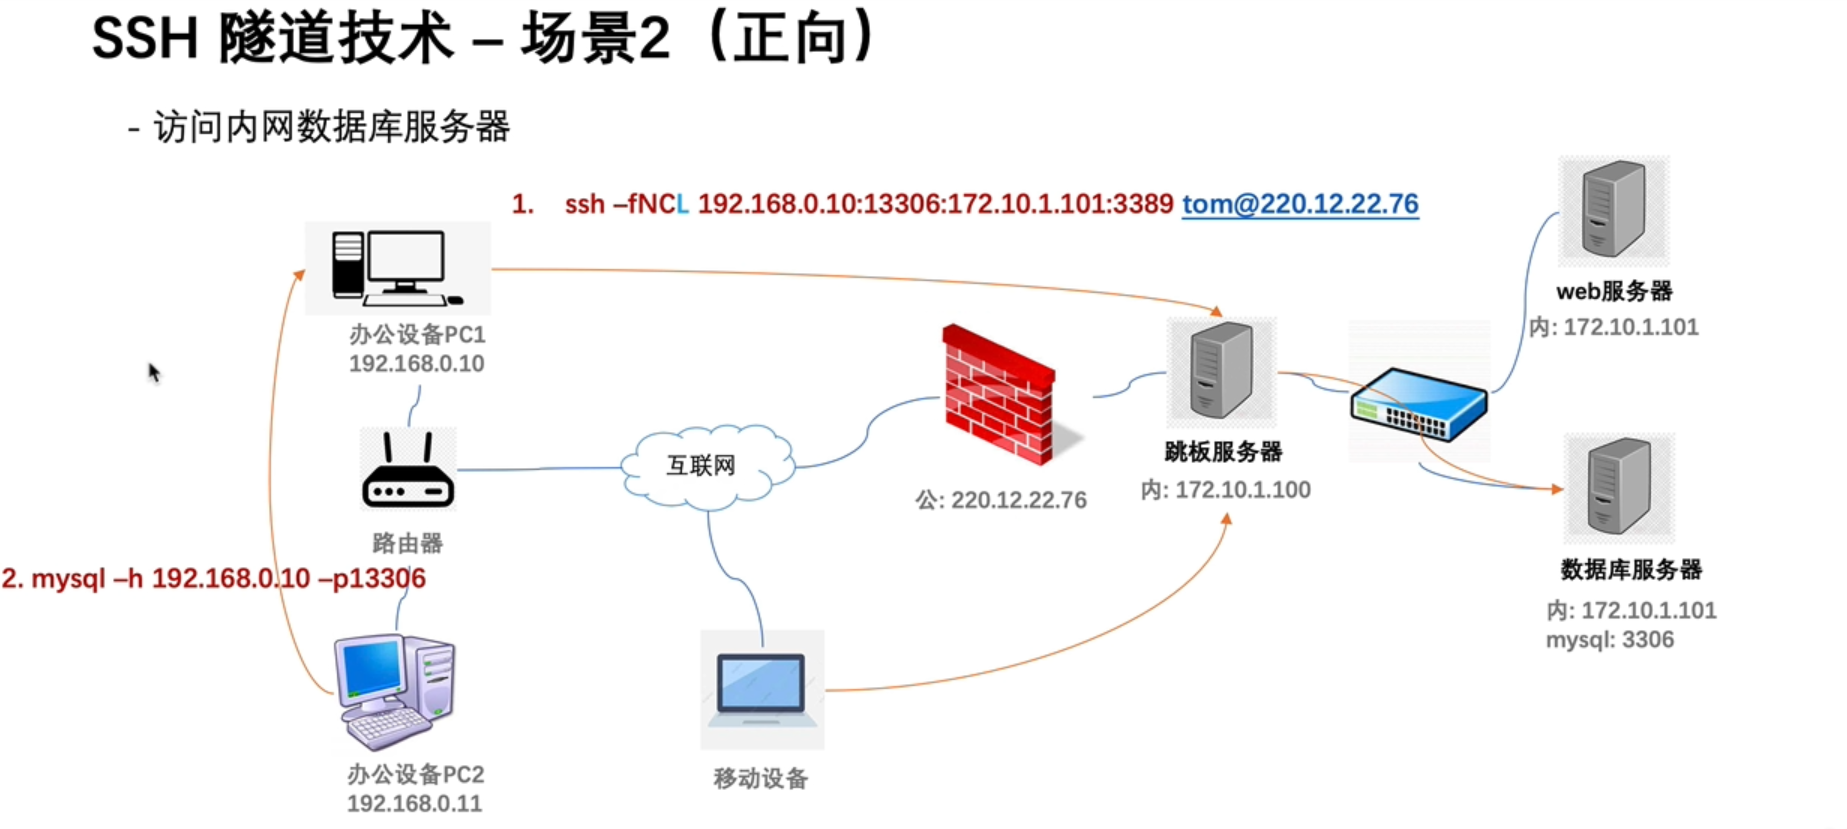 SSH 隧道技术 – 场景2（正向）
- 访问内网数据库服务器
1. ssh –fNCL 192.168.0.10:13306:172.10.1.101:3389 tom@220.12.22.76
办公设备PC1
192.168.0.10
web服务器
内: 172.10.1.101
互联网
跳板服务器
内: 172.10.1.100
公: 220.12.22.76
路由器
2. mysql –h 192.168.0.10 –p13306
数据库服务器
内: 172.10.1.101
mysql: 3306
办公设备PC2
192.168.0.11
移动设备